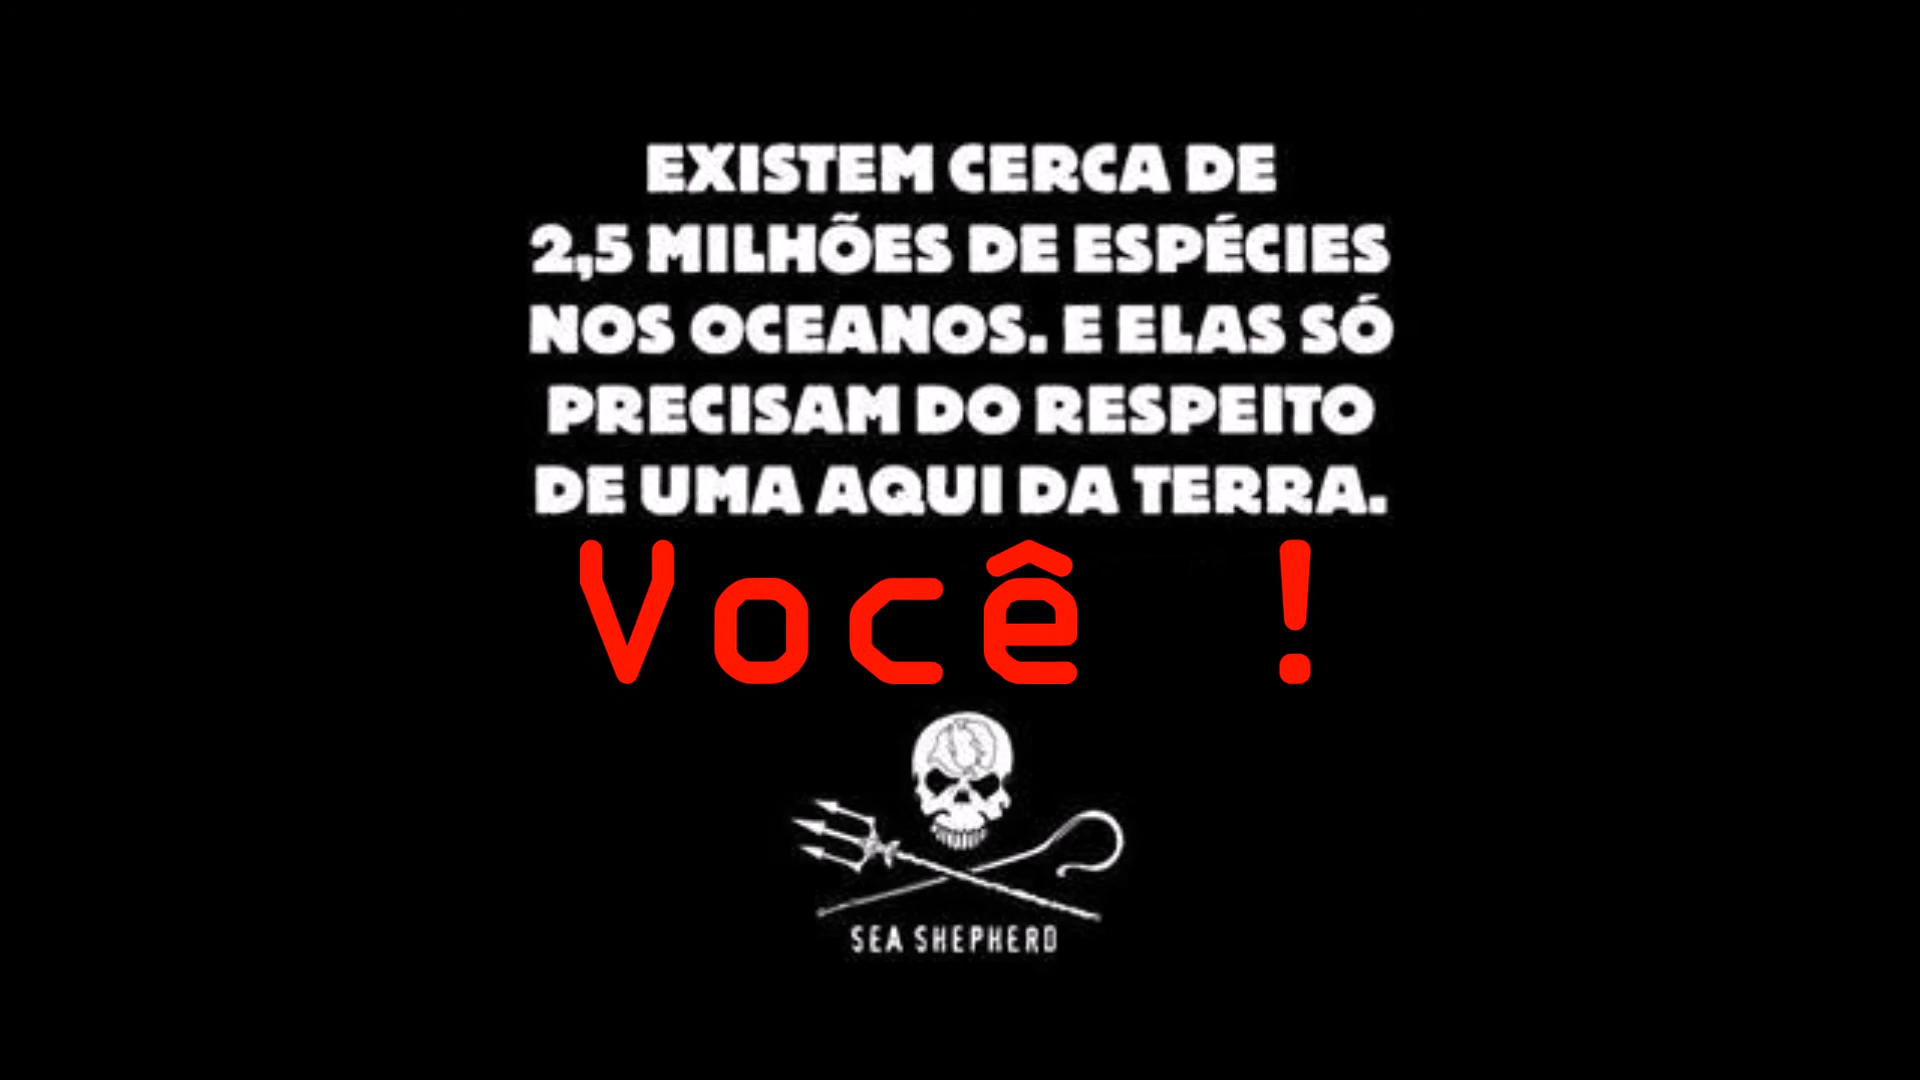 EXISTEM CERCA DE
2,5 MILHÕES DE ESPÉCIES
NOS OCEANOS. E ELAS SÓ
PRECISAM DO RESPEITO
DE UMA AQUI DA TERRA.
Você !
SEA SHEPHERD